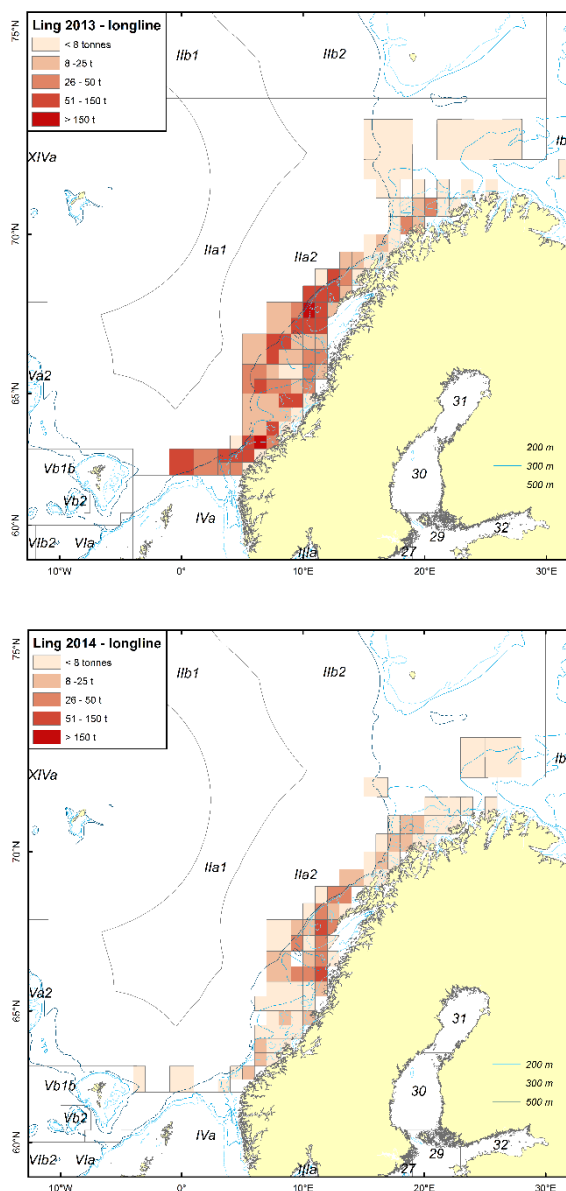 75°N
Ling 2013 - longline
< 8 tonnes
8 -25 t
26 - 50 t
51 - 150 t
> 150 t
IIb1
IIb2
Ib
XIVa
70°N
IIa1
IIa2
Va2
65°N
31
200 m
300 m
500 m
Vb1b
30
Vb2
60°N
IVa
VIb2
VIa
IIIa
27
29
32
10°W
0°
10°E
20°E
30°E
75°N
Ling 2014 - longline
< 8 tonnes
8 -25 t
26 - 50 t
51 - 150 t
> 150 t
IIb1
IIb2
Ib
XIVa
70°N
IIa1
IIa2
Va2
65°N
31
200 m
300 m
500 m
Vb1b
30
Vb2
60°N
IVa
VIb2
VIa
IIIa
27
29
32
10°W
0°
10°E
20°E
30°E